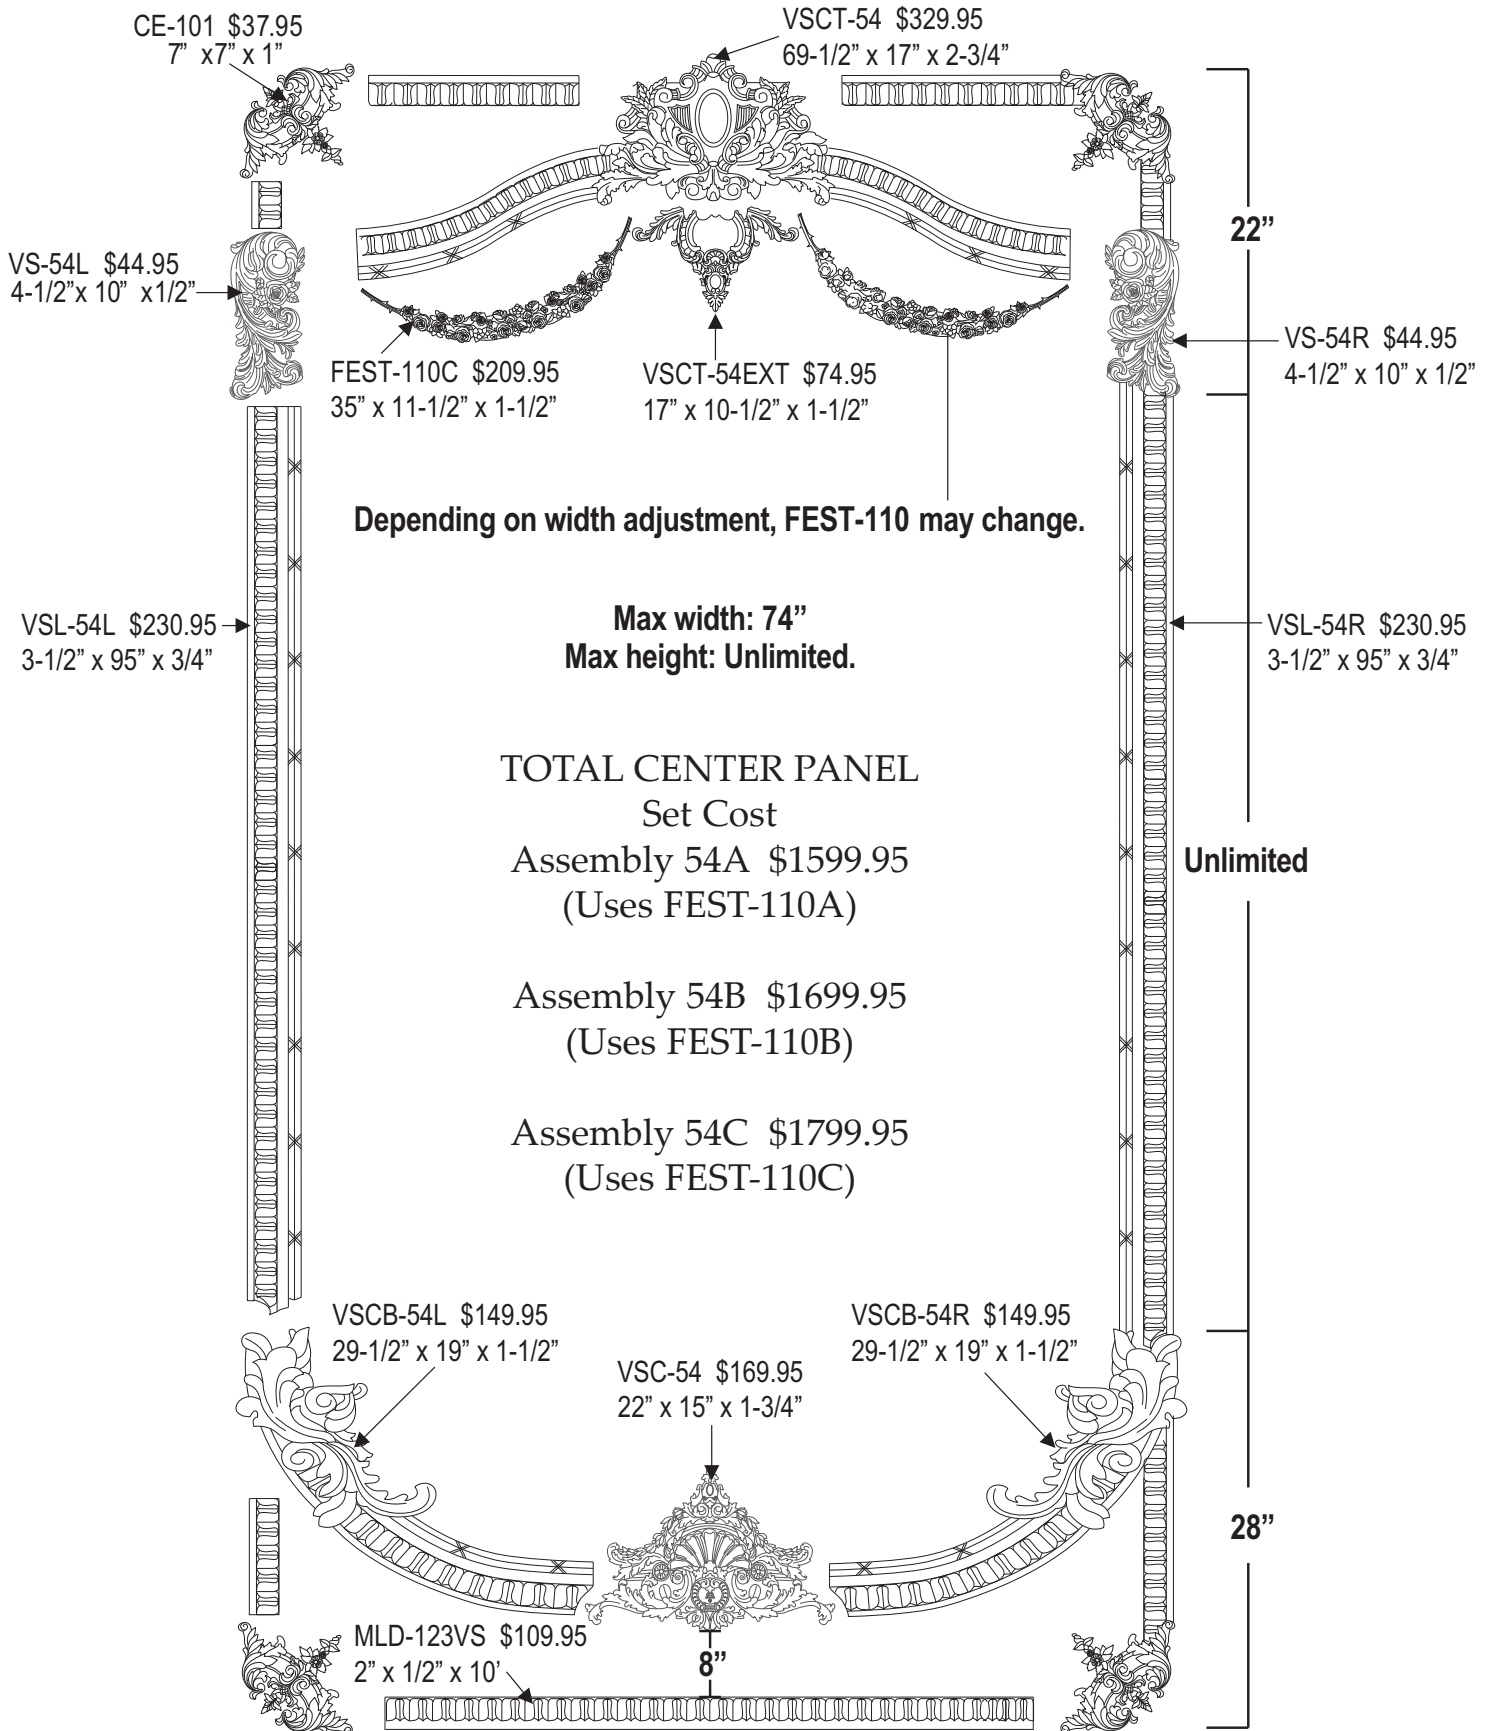 CE-101  $37.95
7”  x7” x 1”
VSCT-54  $329.95
69-1/2” x 17” x 2-3/4”
22”
VS-54L  $44.95
4-1/2”x 10”  x1/2”
VS-54R  $44.95
4-1/2” x 10” x 1/2”
FEST-110C  $209.95
35” x 11-1/2” x 1-1/2”
VSCT-54EXT  $74.95
17” x 10-1/2” x 1-1/2”
Depending on width adjustment, FEST-110 may change.
Max width: 74”
Max height: Unlimited.
VSL-54L  $230.95
3-1/2” x 95” x 3/4”
VSL-54R  $230.95
3-1/2” x 95” x 3/4”
TOTAL CENTER PANEL
Set Cost
Assembly 54A  $1599.95
(Uses FEST-110A)
Unlimited
Assembly 54B  $1699.95
(Uses FEST-110B)
Assembly 54C  $1799.95
(Uses FEST-110C)
VSCB-54L  $149.95
29-1/2” x 19” x 1-1/2”
VSCB-54R  $149.95
29-1/2” x 19” x 1-1/2”
VSC-54  $169.95
22” x 15” x 1-3/4”
28”
MLD-123VS  $109.95
2” x 1/2” x 10’
8”